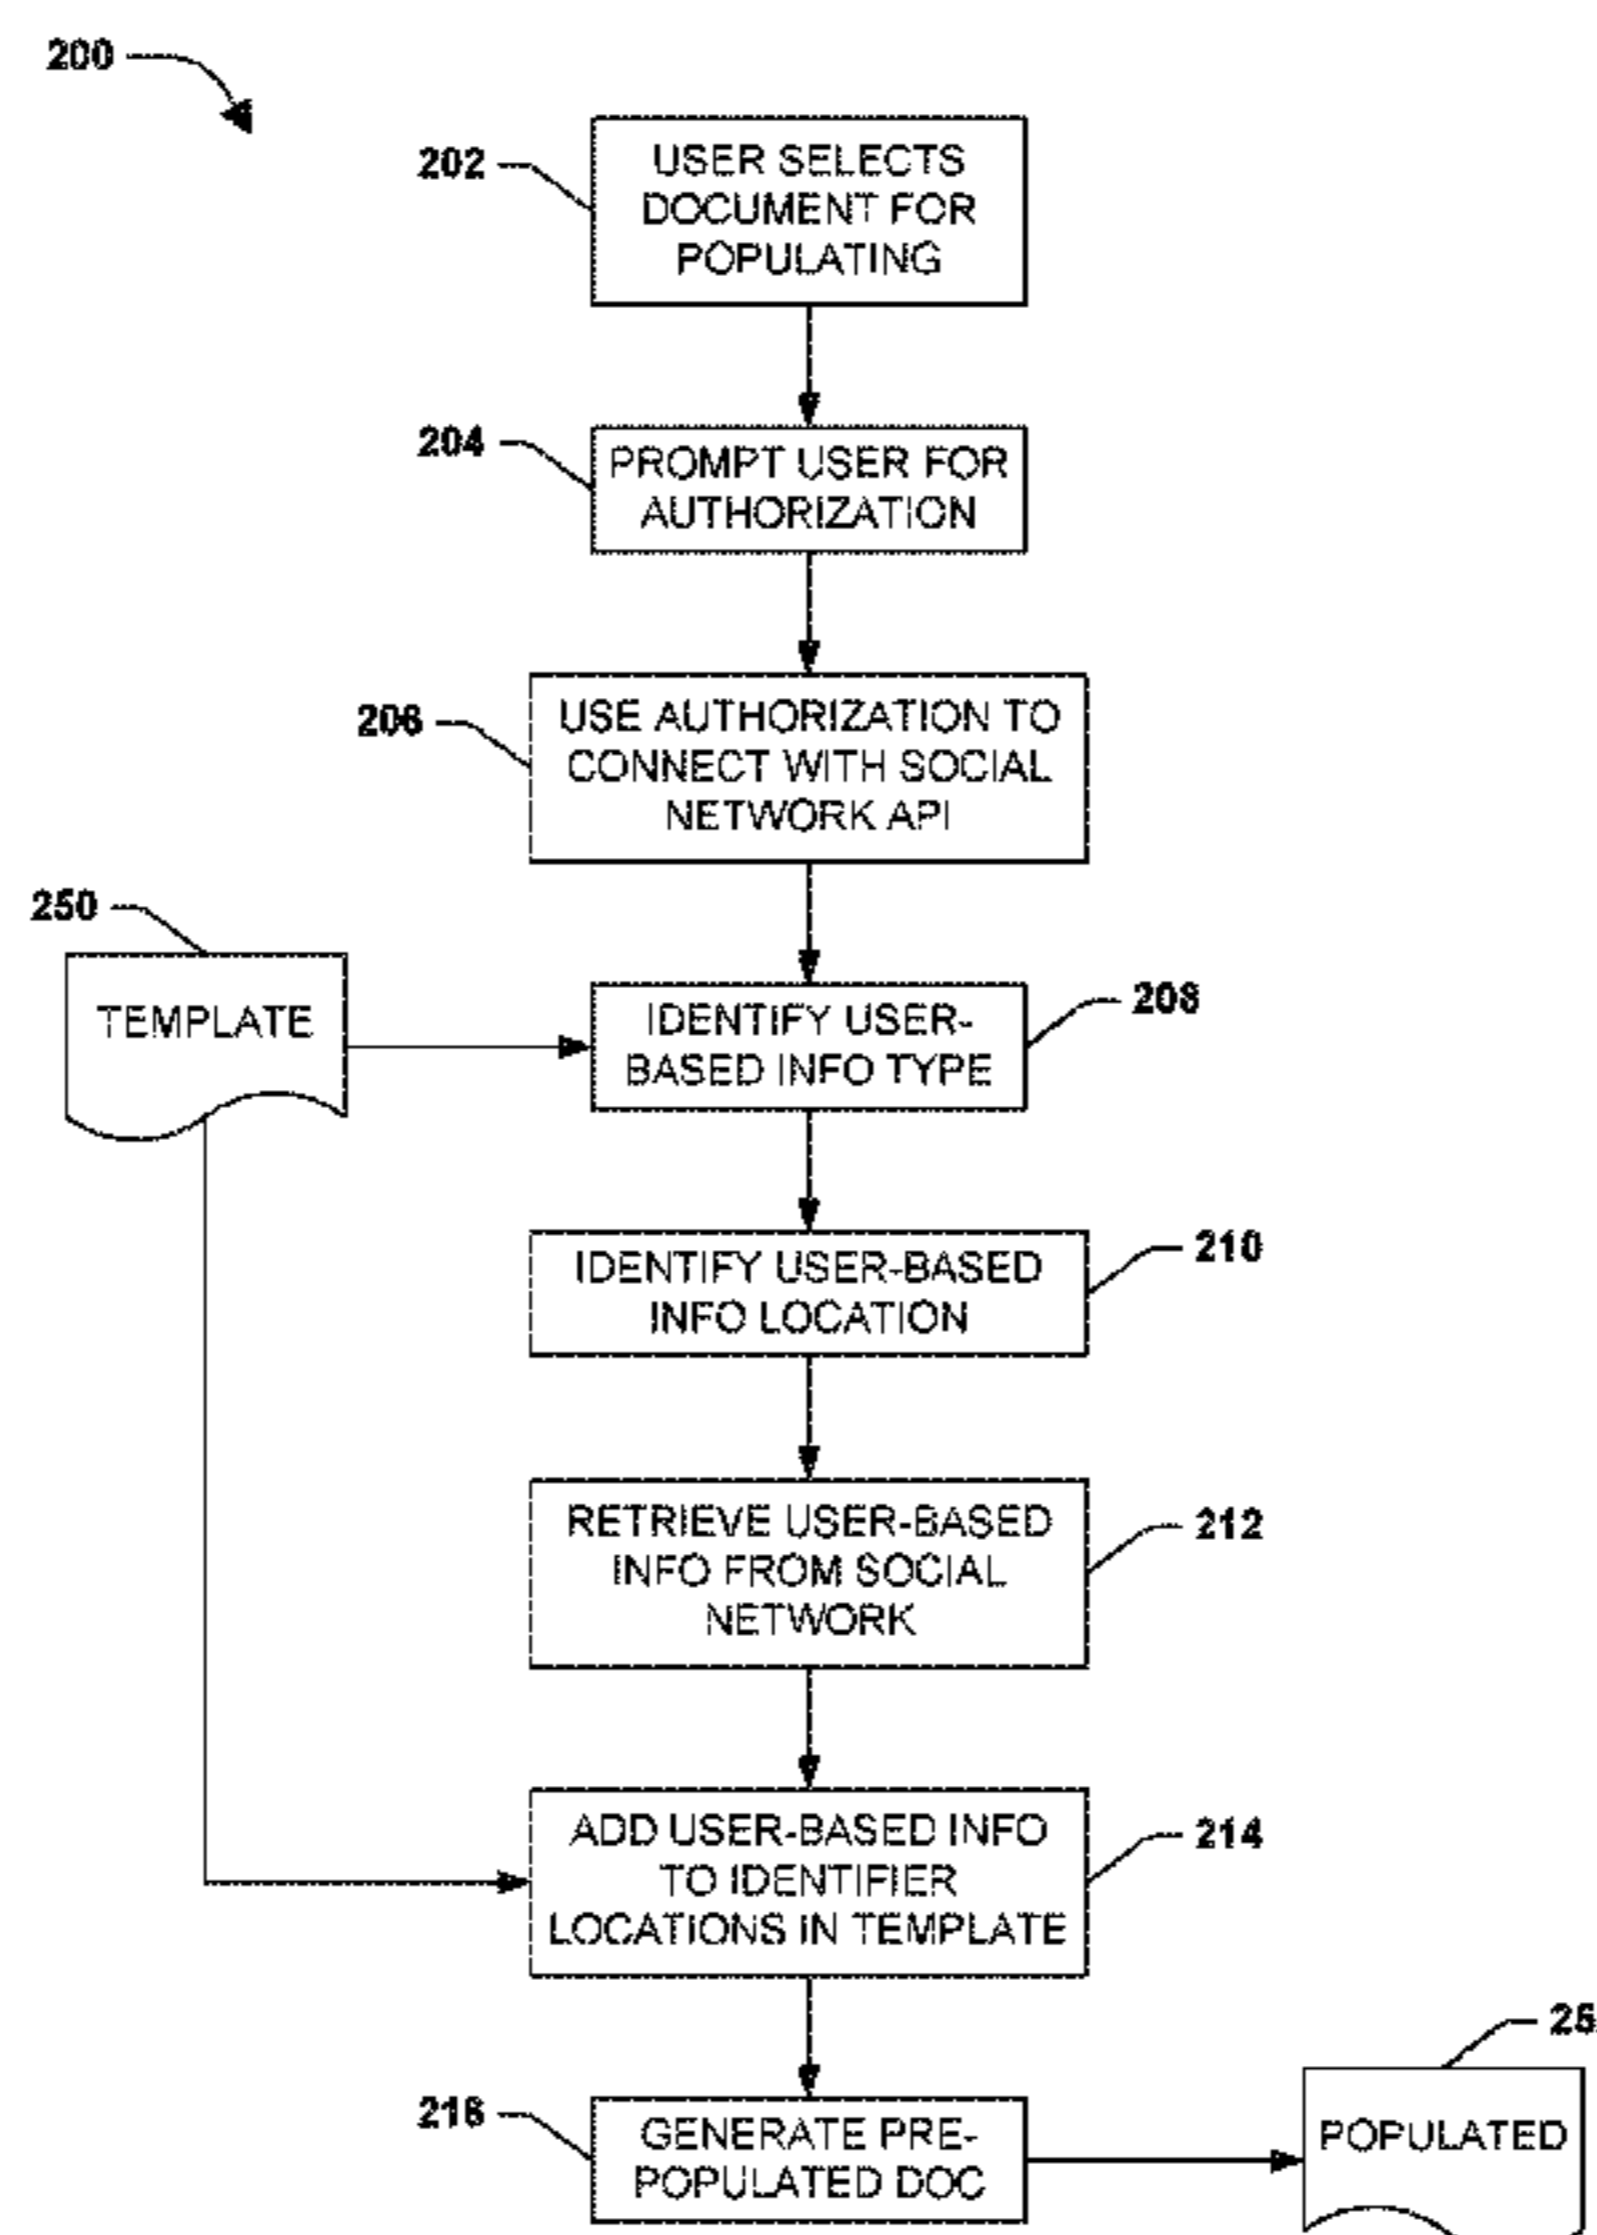 200
202
USER SELECTS
DOCUMENT FOR
POPULATING
204
PROMPT USER FOR
AUTHORIZATION
206
USE AUTHORIZATION TO
CONNECT WITH SOCIAL
NETWORK API
250
TEMPLATE
IDENTIFY USER-
BASED INFO TYPE
208
IDENTIFY USER-BASED
INFO LOCATION
210
RETRIEVE USER-BASED
INFO FROM SOCIAL
NETWORK
212
ADD USER-BASED INFO
TO IDENTIFIER
LOCATIONS IN TEMPLATE
214
216
GENERATE PRE-
POPULATED DOC
25
POPULATED